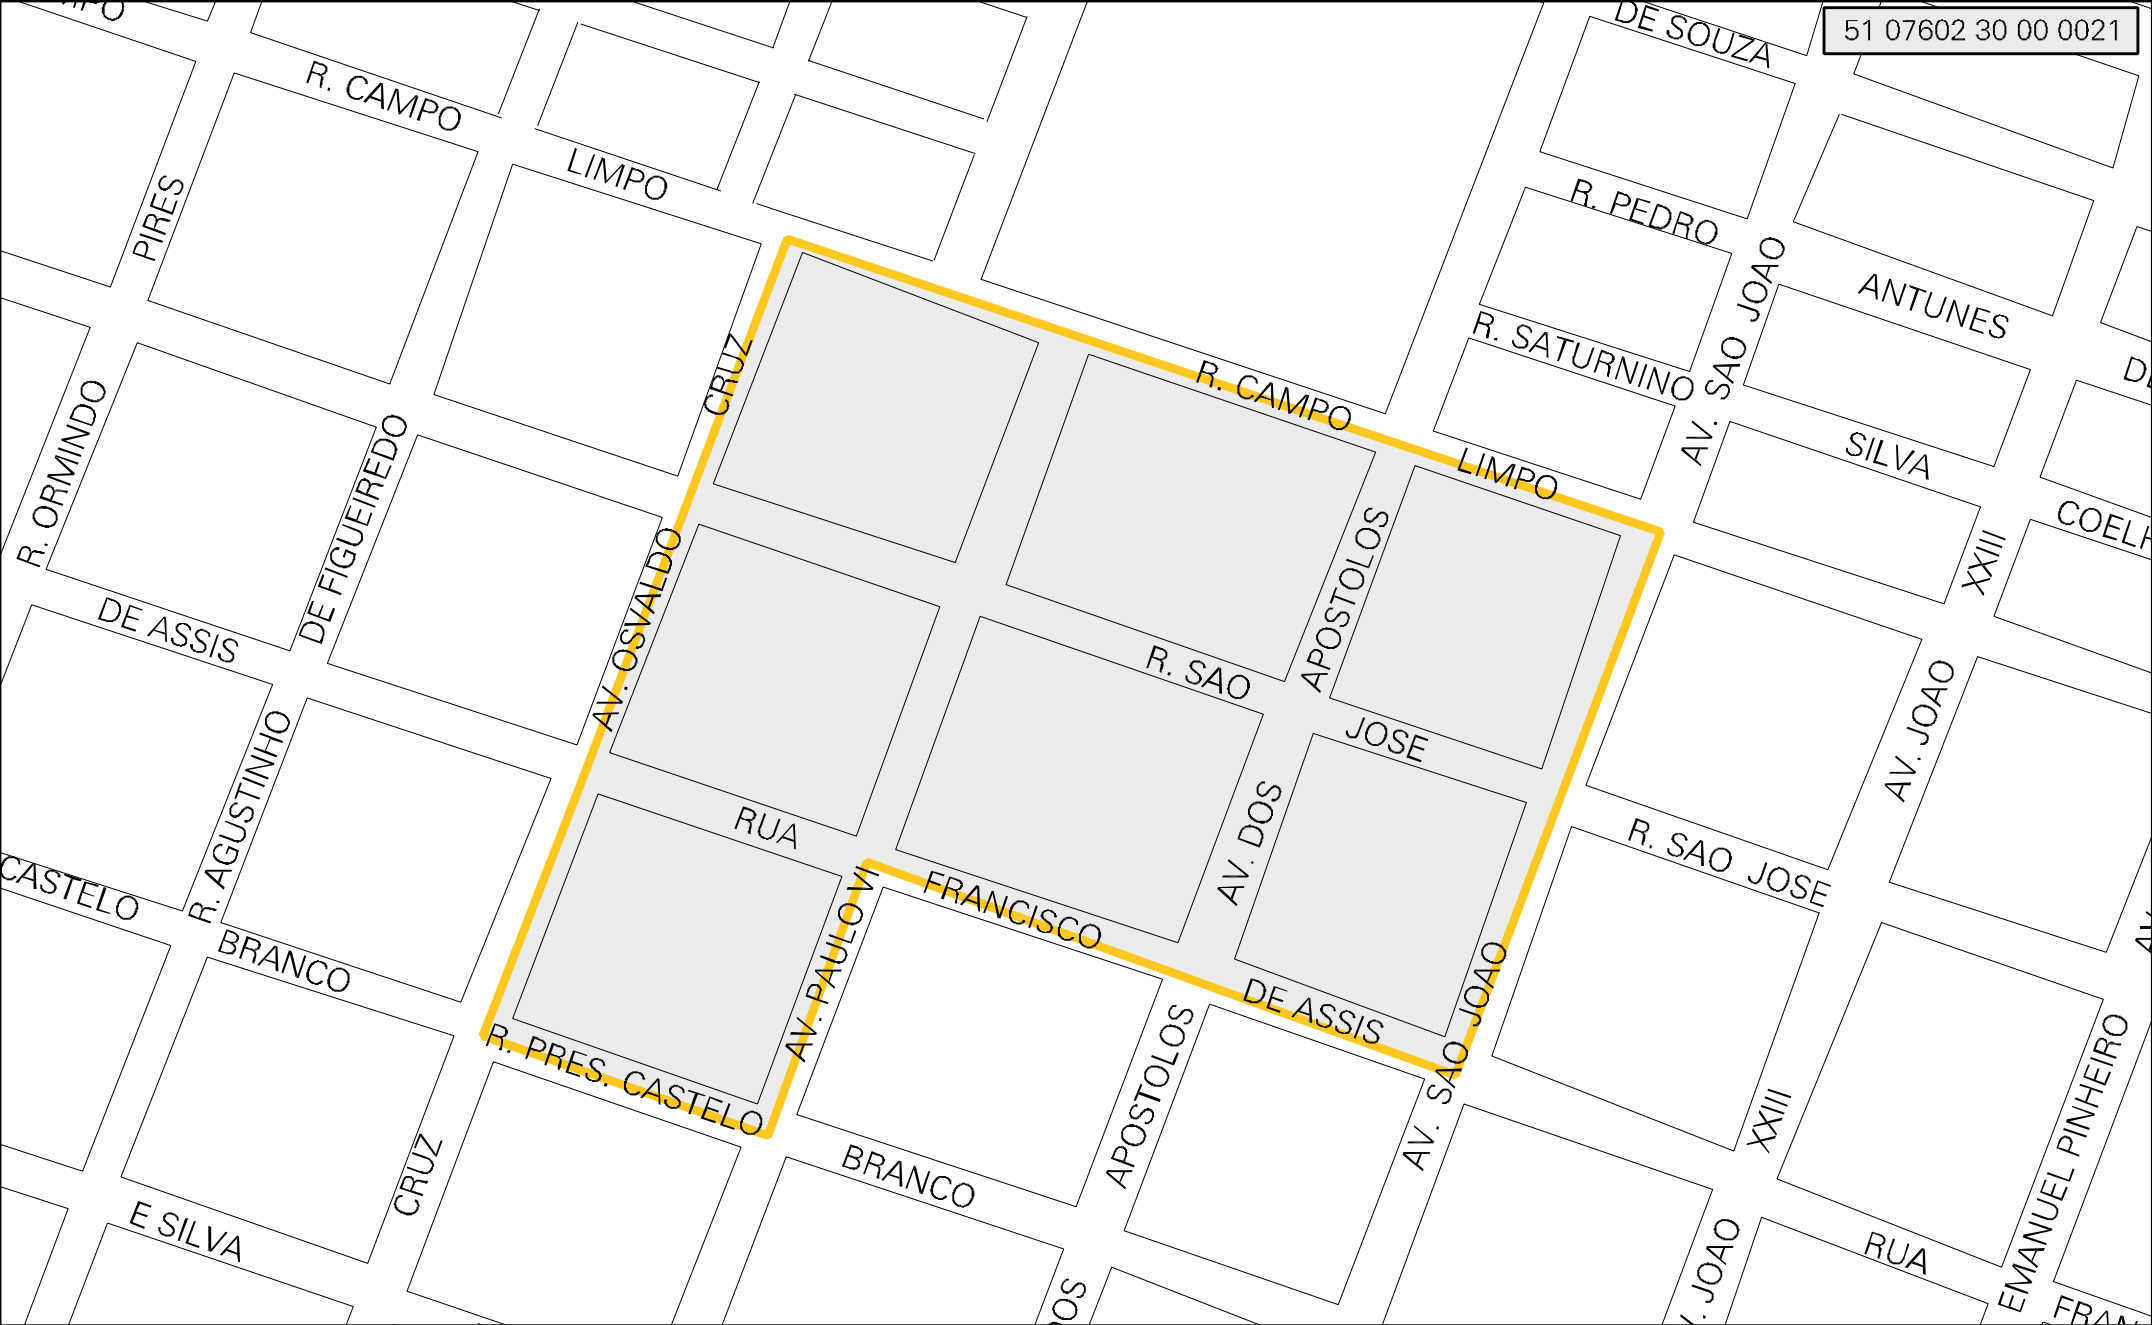 51 07602 30 00 0021
DE SOUZA
R. CAMPO
LIMPO
PIRES
R. PEDRO
ANTUNES
R. SATURNINO
AV. SAO JOAO
SILVA
COELH
XXIII
CRUZ
R. CAMPO
LIMPO
R. ORMINDO
DE FIGUEIREDO
AV. OSVALDO
APOSTOLOS
R. SAO
JOSE
DE ASSIS
AV. JOAO
R. AGUSTINHO
RUA
AV. DOS
R. SAO JOSE
CASTELO
BRANCO
AV. PAULO VI
FRANCISCO
DE ASSIS
AV. SAO JOAO
R. PRES. CASTELO
BRANCO
APOSTOLOS
XXIII
EMANUEL PINHEIRO
CRUZ
E SILVA
RUA
JOAO
FRAN